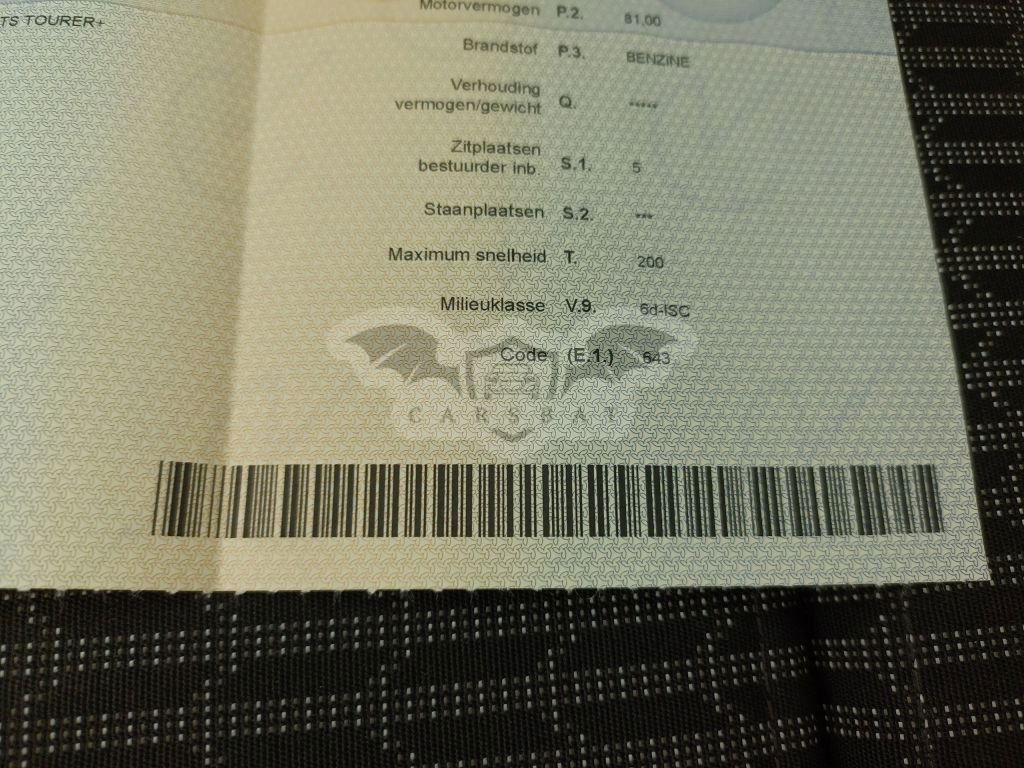 TS TOURER+
Motorvermogen P.2. 81,00
Brandstof P.3. BENZINE
Verhouding
vermogen/gewicht Q. *****
Zitplaatsen
bestuurder inb. S.1. 5
Staanplaatsen S.2. ***
Maximum snelheid T. 200
Milieuklasse V.9. 6d-ISC
Code (E.1.) 643
CARSBAT